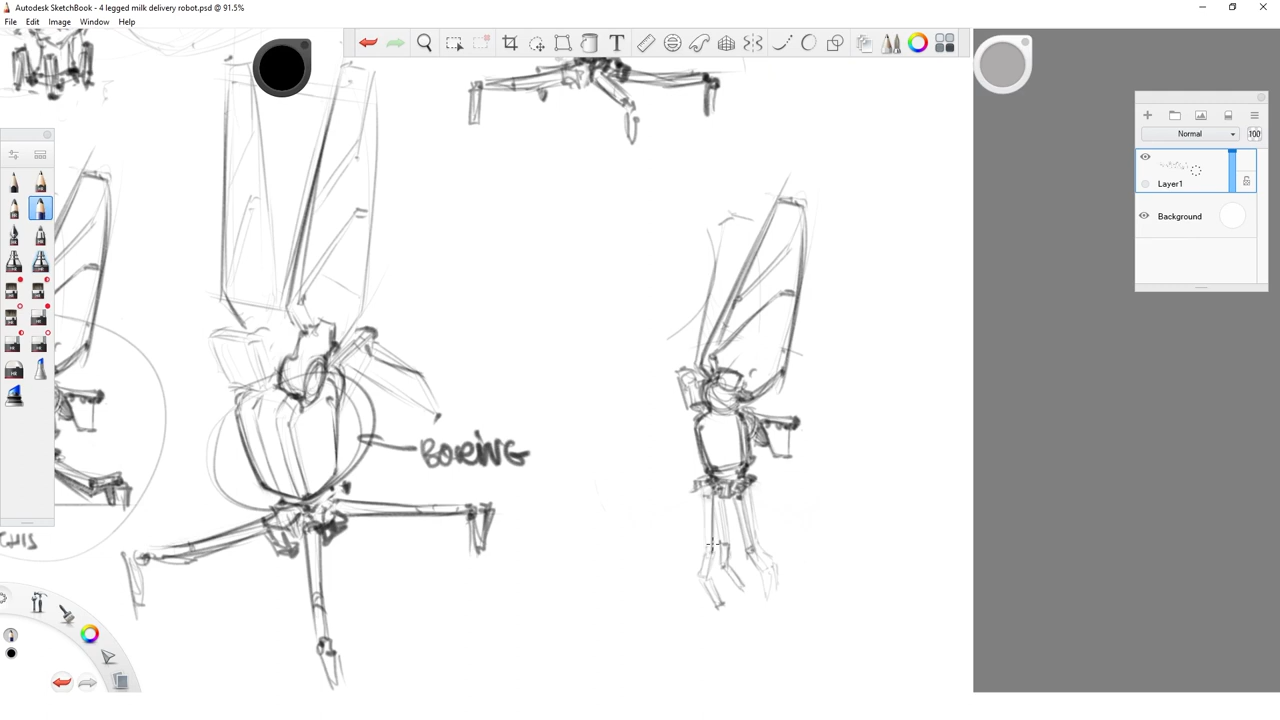 Autodesk SketchBook - 4 legged milk delivery robot.psd @ 91.5%
File Edit Image Window Help
Normal
100
Layer1
Background
BORING